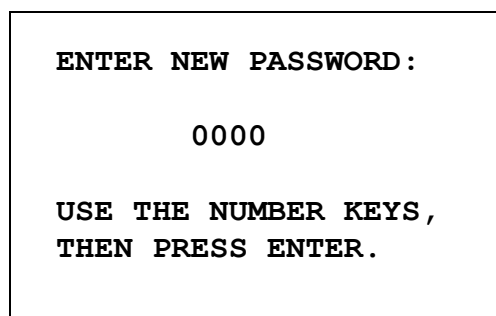 ENTER NEW PASSWORD:
0000
USE THE NUMBER KEYS,
THEN PRESS ENTER.